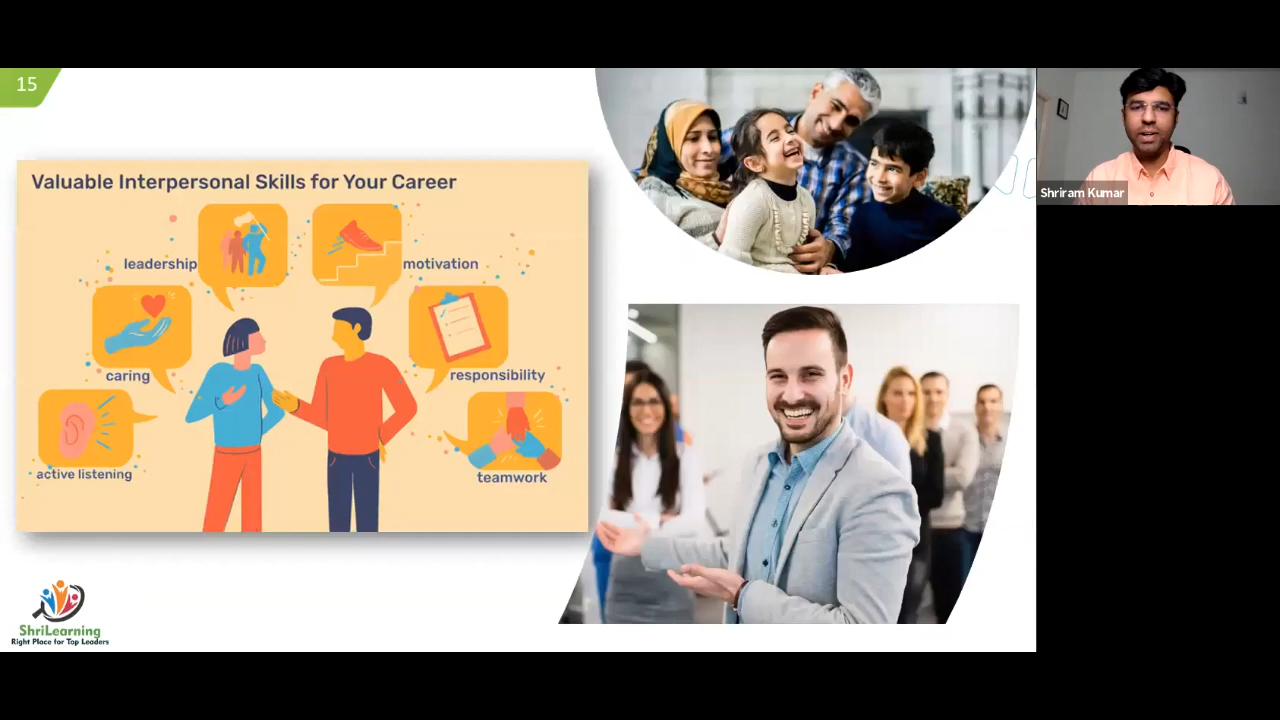 15
Valuable Interpersonal Skills for Your Career
leadership
motivation
caring
responsibility
active listening
teamwork
ShriLearning
Right Place for Top Leaders
Shriram Kumar